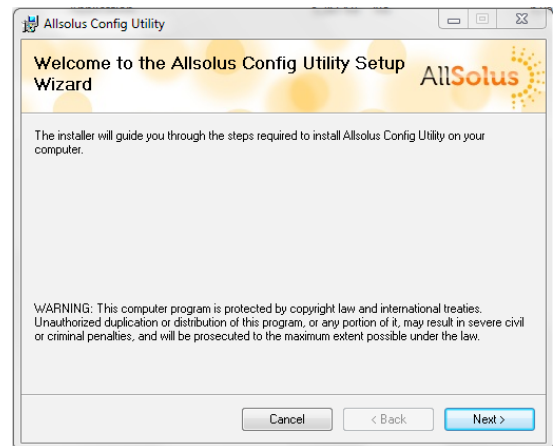 Allsolus Config Utility
Welcome to the Allsolus Config Utility Setup
Wizard
AllSolus
The installer will guide you through the steps required to install Allsolus Config Utility on your
computer.
WARNING: This computer program is protected by copyright law and international treaties.
Unauthorized duplication or distribution of this program, or any portion of it, may result in severe civil
or criminal penalties, and will be prosecuted to the maximum extent possible under the law.
Cancel
< Back
Next >